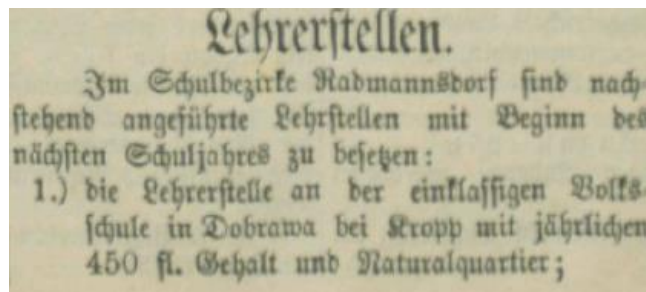 Lehrerstellen.
Im Schulbezirke Radmannsdorf sind nach-
stehend angeführte Lehrstellen mit Beginn des
nächsten Schuljahres zu besetzen:
1.) die Lehrerstelle an der einklassigen Volks-
schule in Dobrawa bei Kropp mit jährlichen
450 fl. Gehalt und Naturalquartier;